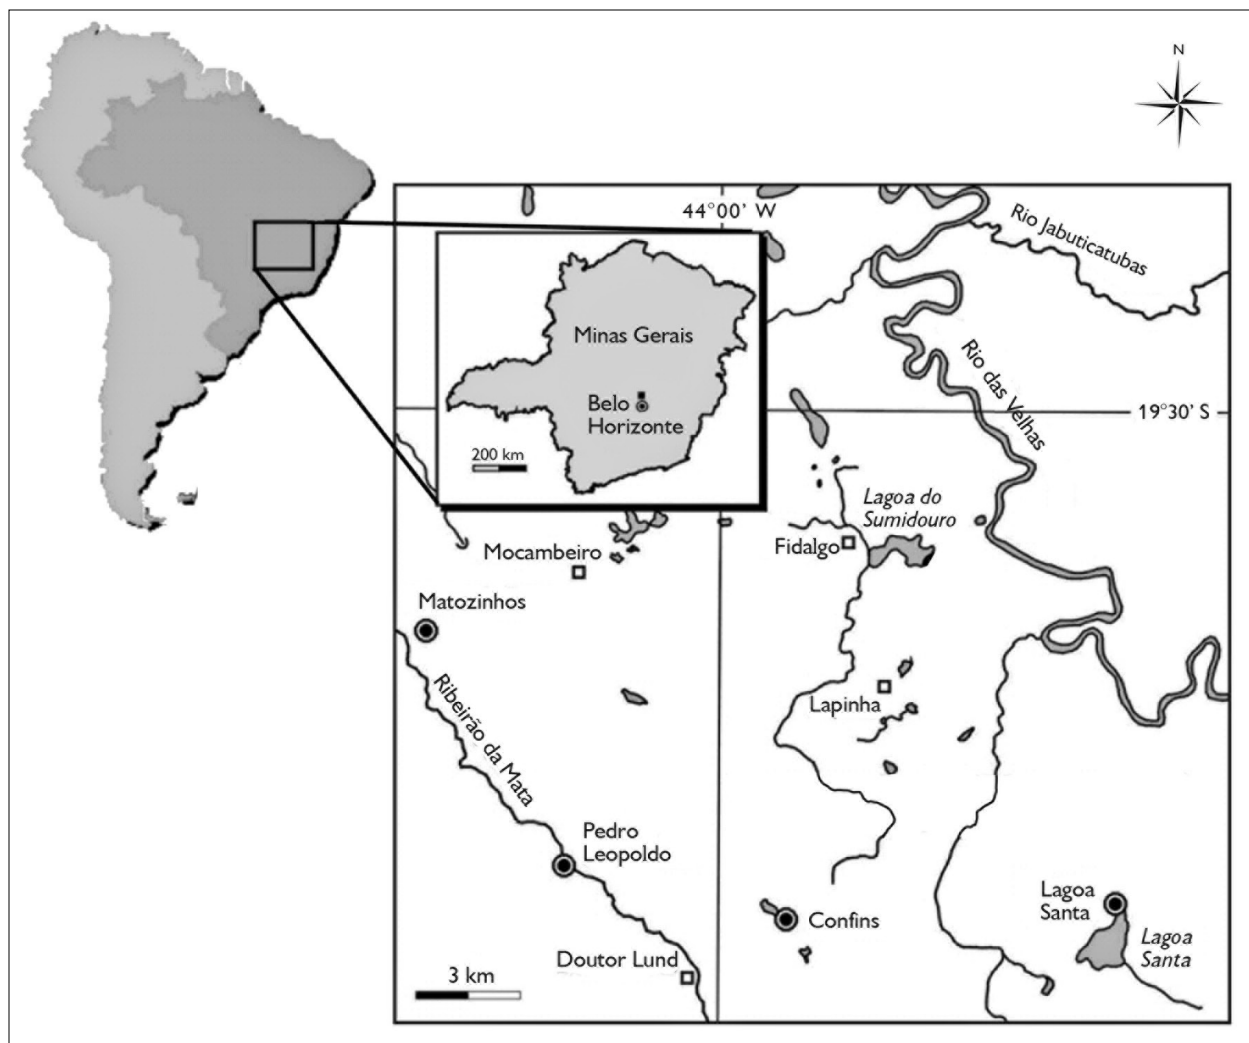 N
44°00' W
Rio Jabuticatubas
Minas Gerais
Rio das Velhas
Belo
Horizonte
19°30' S
200 km
Lagoa do
Sumidouro
Fidalgo
Mocambeiro
Matozinhos
Lapinha
Ribeirão da Mata
Pedro
Leopoldo
Lagoa
Santa
Confins
Lagoa
Santa
Doutor Lund
3 km